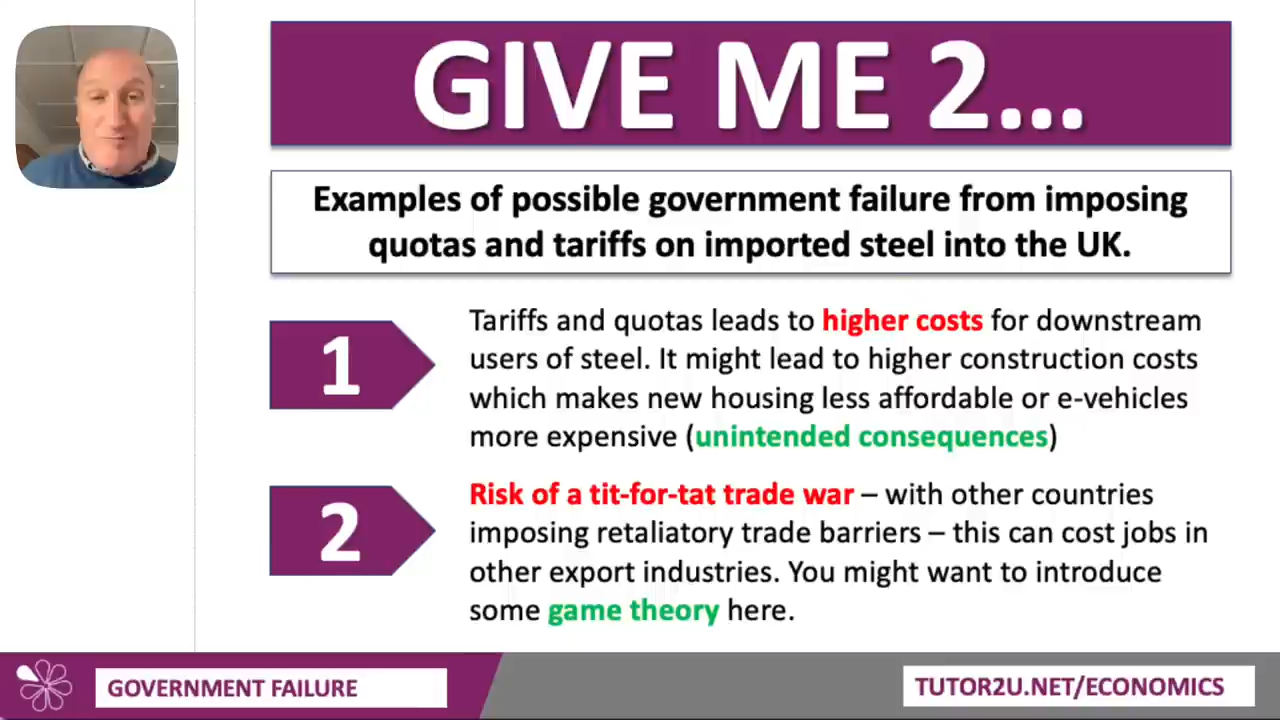 GIVE ME 2...
Examples of possible government failure from imposing
quotas and tariffs on imported steel into the UK.
1
Tariffs and quotas leads to higher costs for downstream
users of steel. It might lead to higher construction costs
which makes new housing less affordable or e-vehicles
more expensive (unintended consequences)
2
Risk of a tit-for-tat trade war – with other countries
imposing retaliatory trade barriers – this can cost jobs in
other export industries. You might want to introduce
some game theory here.
GOVERNMENT FAILURE
TUTOR2U.NET/ECONOMICS